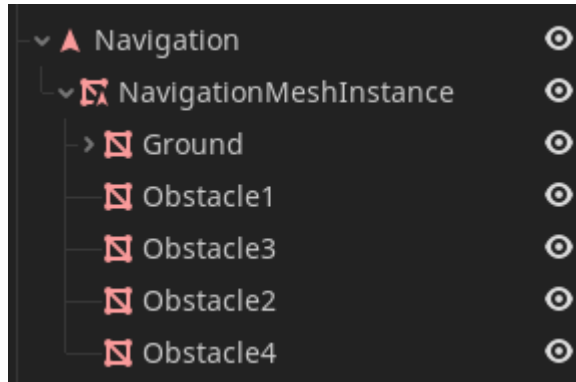 Navigation
NavigationMeshInstance
Ground
Obstacle1
Obstacle3
Obstacle2
Obstacle4